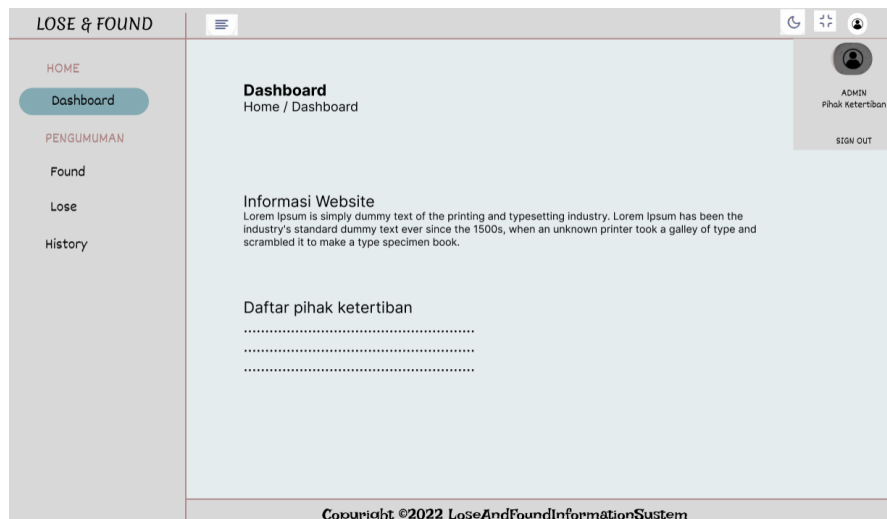 LOSE & FOUND
HOME
Dashboard
PENGUMUMAN
Found
Lose
History
ADMIN
Pihak Ketertiban
SIGN OUT
Dashboard
Home / Dashboard
Informasi Website
Lorem Ipsum is simply dummy text of the printing and typesetting industry. Lorem Ipsum has been the
industry's standard dummy text ever since the 1500s, when an unknown printer took a galley of type and
scrambled it to make a type specimen book.
Daftar pihak ketertiban
......................................................
......................................................
......................................................
Copyright ©2022 LoseAndFoundInformationSystem